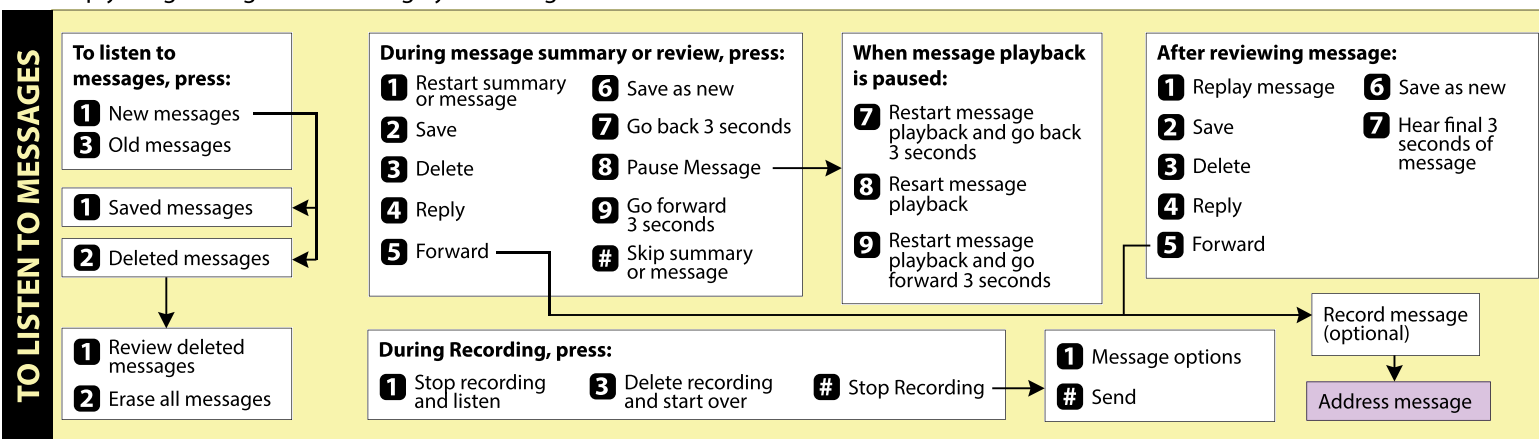 TO LISTEN TO MESSAGES
To listen to
messages, press:
1 New messages
3 Old messages
1 Saved messages
2 Deleted messages
1 Review deleted
messages
2 Erase all messages
During message summary or review, press:
1 Restart summary
or message
2 Save
3 Delete
4 Reply
5 Forward
6 Save as new
7 Go back 3 seconds
8 Pause Message
9 Go forward
3 seconds
# Skip summary
or message
When message playback
is paused:
7 Restart message
playback and go back
3 seconds
8 Resart message
playback
9 Restart message
playback and go
forward 3 seconds
After reviewing message:
1 Replay message
2 Save
3 Delete
4 Reply
5 Forward
6 Save as new
7 Hear final 3
seconds of
message
During Recording, press:
1 Stop recording
and listen
3 Delete recording
and start over
# Stop Recording
1 Message options
# Send
Record message
(optional)
Address message